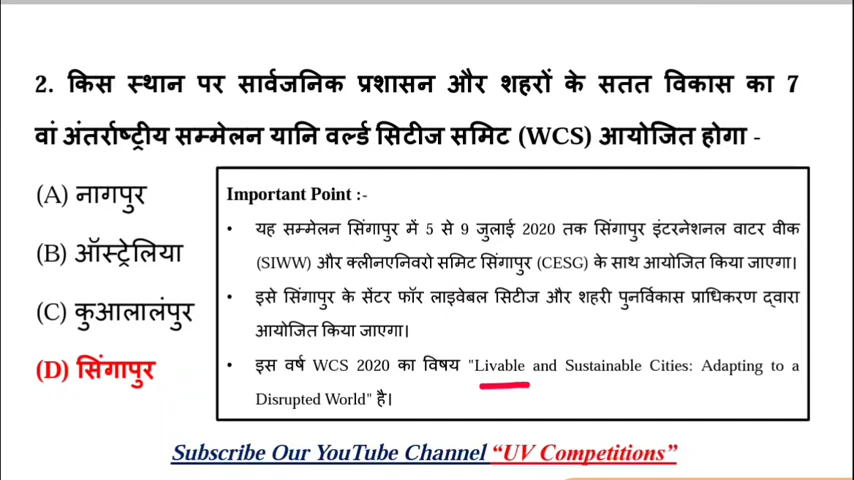 2. किस स्थान पर सार्वजनिक प्रशासन और शहरों के सतत विकास का 7
वां अंतर्राष्ट्रीय सम्मेलन यानि वर्ल्ड सिटीज समिट (WCS) आयोजित होगा -
(A) नागपुर
(B) ऑस्ट्रेलिया
(C) कुआलालंपुर
(D) सिंगापुर
Important Point :-
• यह सम्मेलन सिंगापुर में 5 से 9 जुलाई 2020 तक सिंगापुर इंटरनेशनल वाटर वीक
(SIWW) और क्लीनएनिवरो समिट सिंगापुर (CESG) के साथ आयोजित किया जाएगा।
• इसे सिंगापुर के सेंटर फॉर लाइवेबल सिटीज और शहरी पुनर्विकास प्राधिकरण द्वारा
आयोजित किया जाएगा।
• इस वर्ष WCS 2020 का विषय "Livable and Sustainable Cities: Adapting to a
Disrupted World" है।
Subscribe Our YouTube Channel “UV Competitions”